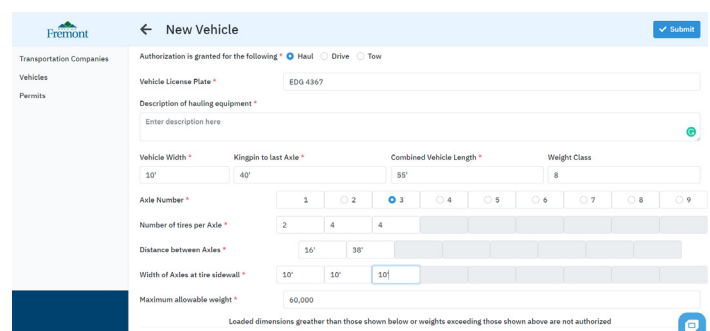 Fremont
← New Vehicle
Submit
Transportation Companies
Vehicles
Permits
Authorization is granted for the following * Haul Drive Tow
Vehicle License Plate * EDG 4367
Description of hauling equipment *
Enter description here
Vehicle Width * Kingpin to last Axle * Combined Vehicle Length * Weight Class
10' 40' 55' 8
Axle Number * 1 2 3 4 5 6 7 8 9
Number of tires per Axle * 2 4 4
Distance between Axles * 16' 38'
Width of Axles at tire sidewall * 10' 10' 10'
Maximum allowable weight * 60,000
Loaded dimensions greather than those shown below or weights exceeding those shown above are not authorized